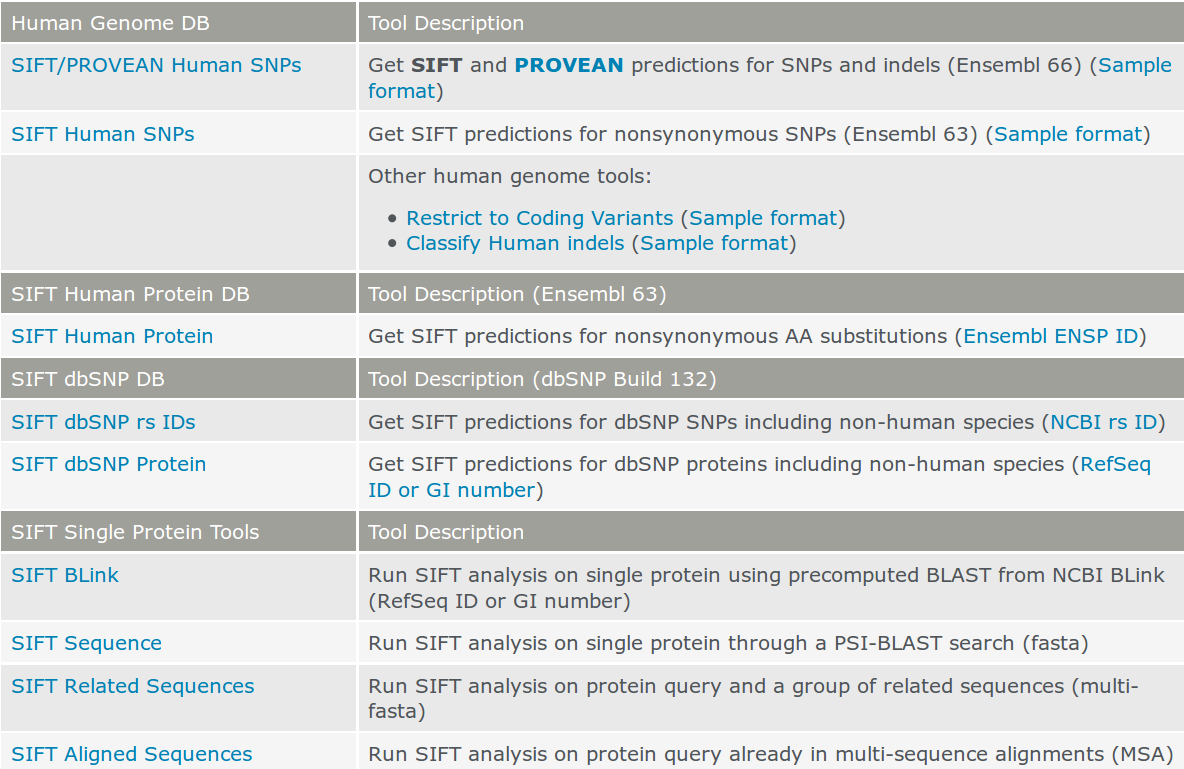 Human Genome DB
Tool Description
SIFT/PROVEAN Human SNPs
Get SIFT and PROVEAN predictions for SNPs and indels (Ensembl 66) (Sample
format)
SIFT Human SNPs
Get SIFT predictions for nonsynonymous SNPs (Ensembl 63) (Sample format)
Other human genome tools:
• Restrict to Coding Variants (Sample format)
• Classify Human indels (Sample format)
SIFT Human Protein DB
Tool Description (Ensembl 63)
SIFT Human Protein
Get SIFT predictions for nonsynonymous AA substitutions (Ensembl ENSP ID)
SIFT dbSNP DB
Tool Description (dbSNP Build 132)
SIFT dbSNP rs IDs
Get SIFT predictions for dbSNP SNPs including non-human species (NCBI rs ID)
SIFT dbSNP Protein
Get SIFT predictions for dbSNP proteins including non-human species (RefSeq
ID or GI number)
SIFT Single Protein Tools
Tool Description
SIFT BLink
Run SIFT analysis on single protein using precomputed BLAST from NCBI BLink
(RefSeq ID or GI number)
SIFT Sequence
Run SIFT analysis on single protein through a PSI-BLAST search (fasta)
SIFT Related Sequences
Run SIFT analysis on protein query and a group of related sequences (multi-
fasta)
SIFT Aligned Sequences
Run SIFT analysis on protein query already in multi-sequence alignments (MSA)